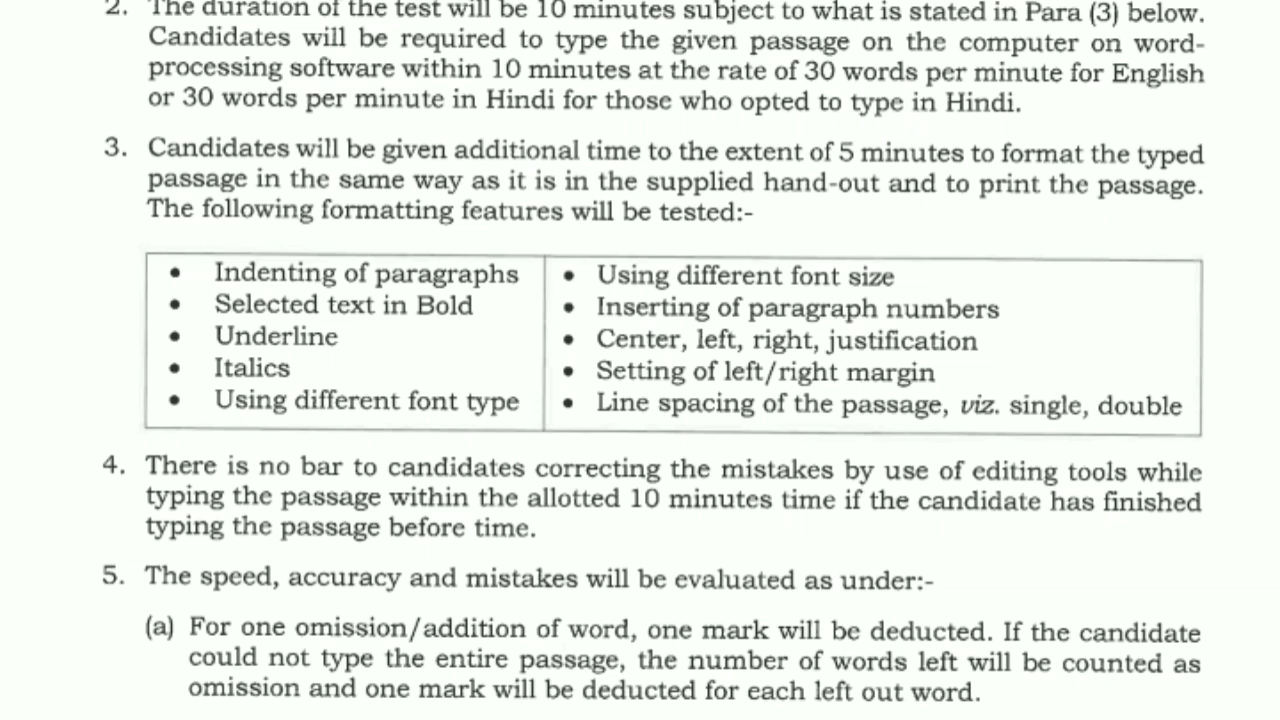 2. The duration of the test will be 10 minutes subject to what is stated in Para (3) below.
Candidates will be required to type the given passage on the computer on word-
processing software within 10 minutes at the rate of 30 words per minute for English
or 30 words per minute in Hindi for those who opted to type in Hindi.
3. Candidates will be given additional time to the extent of 5 minutes to format the typed
passage in the same way as it is in the supplied hand-out and to print the passage.
The following formatting features will be tested:-
• Indenting of paragraphs
• Selected text in Bold
• Underline
• Italics
• Using different font type
• Using different font size
• Inserting of paragraph numbers
• Center, left, right, justification
• Setting of left/right margin
• Line spacing of the passage, viz. single, double
4. There is no bar to candidates correcting the mistakes by use of editing tools while
typing the passage within the allotted 10 minutes time if the candidate has finished
typing the passage before time.
5. The speed, accuracy and mistakes will be evaluated as under:-
(a) For one omission/addition of word, one mark will be deducted. If the candidate
could not type the entire passage, the number of words left will be counted as
omission and one mark will be deducted for each left out word.